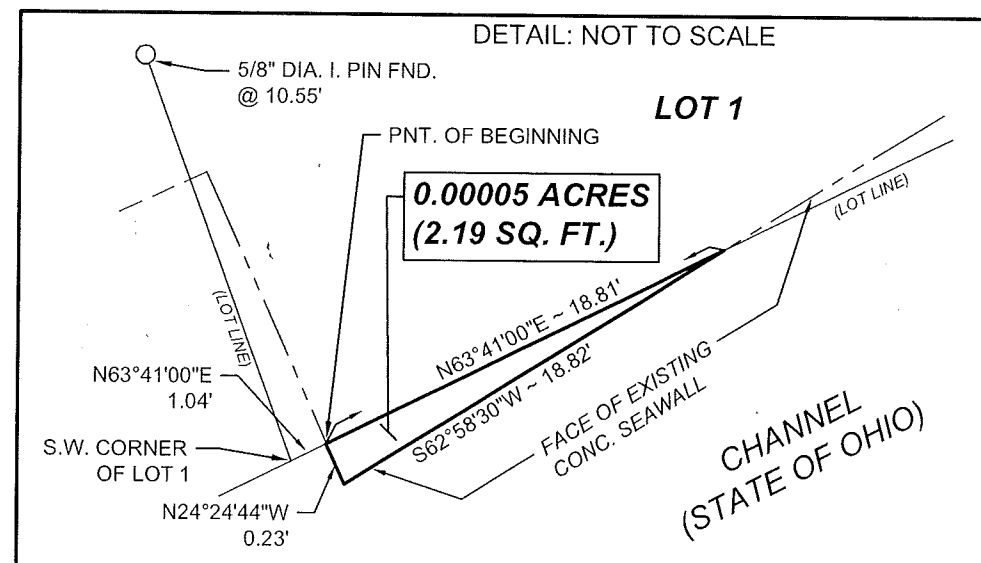 DETAIL: NOT TO SCALE
5/8" DIA. I. PIN FND.
@ 10.55'
LOT 1
PNT. OF BEGINNING
0.00005 ACRES
(2.19 SQ. FT.)
(LOT LINE)
(LOT LINE)
N63°41'00"E ~ 18.81'
S62°58'30"W ~ 18.82'
N63°41'00"E
1.04'
S.W. CORNER
OF LOT 1
N24°24'44"W
0.23'
FACE OF EXISTING
CONC. SEAWALL
CHANNEL
(STATE OF OHIO)